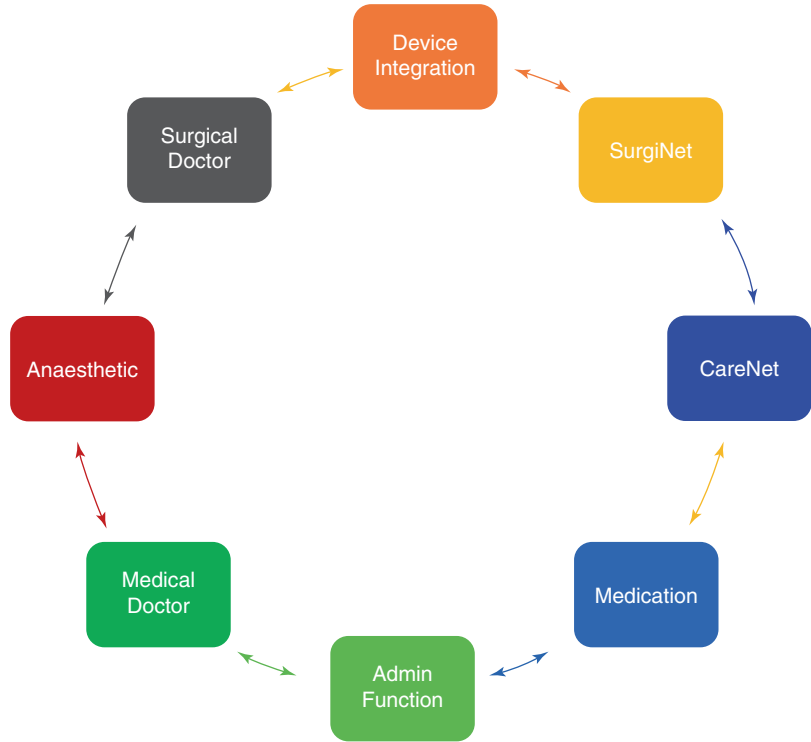 Device
Integration
Surgical
Doctor
SurgiNet
Anaesthetic
CareNet
Medical
Doctor
Medication
Admin
Function